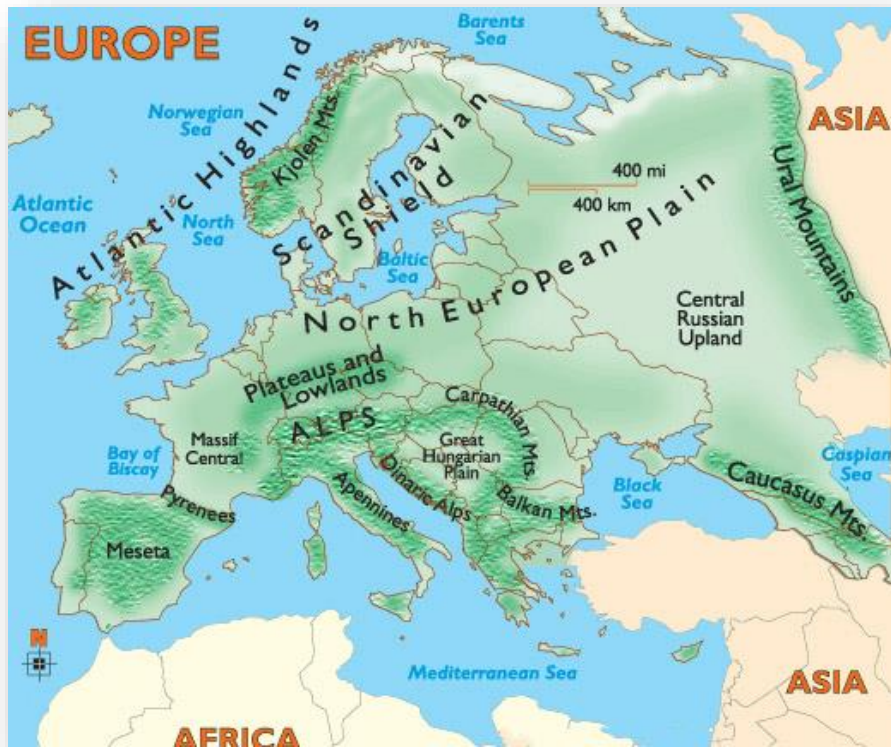 EUROPE
Barents
Sea
Norwegian
Sea
ASIA
Atlantic Highlands
Kjolen Mts.
Scandinavian
Shield
400 mi
400 km
Ural Mountains
Atlantic
Ocean
North
Sea
Baltic
Sea
North European Plain
Central
Russian
Upland
Plateaus and
Lowlands
Carpathian Mts.
ALPS
Massif
Central
Great
Hungarian
Plain
Bay of
Biscay
Caspian
Sea
Black
Sea
Caucasus Mts.
Pyrenees
Apennines
Dinaric Alps
Balkan Mts.
Meseta
N
Mediterranean Sea
ASIA
AFRICA